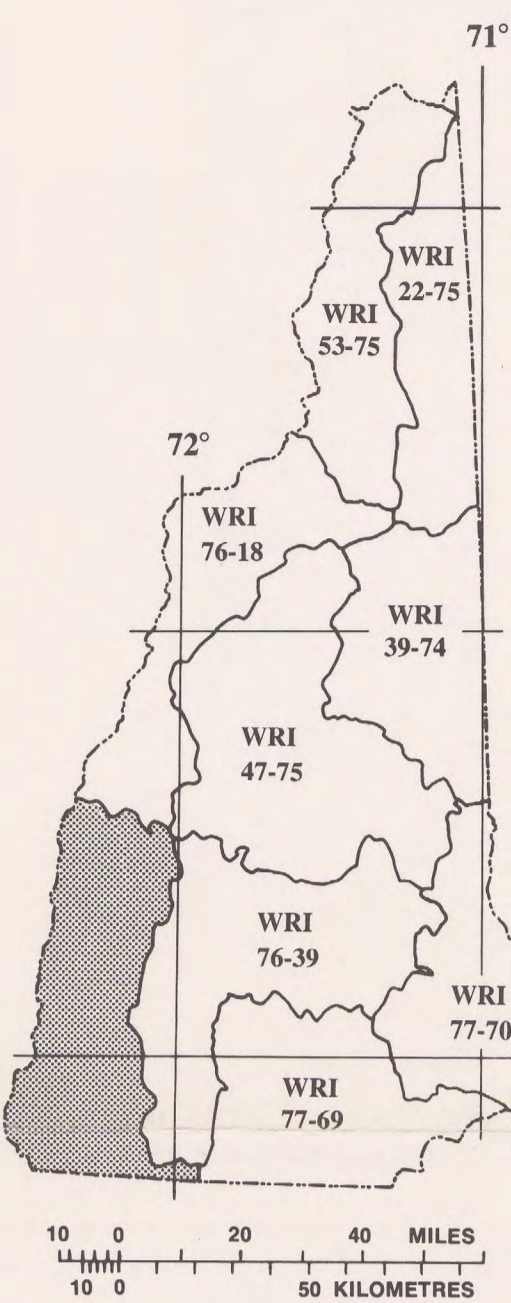 71°
WRI
22-75
WRI
53-75
72°
WRI
76-18
WRI
39-74
WRI
47-75
WRI
76-39
WRI
77-70
WRI
77-69
10 0 20 40 MILES
10 0 50 KILOMETRES